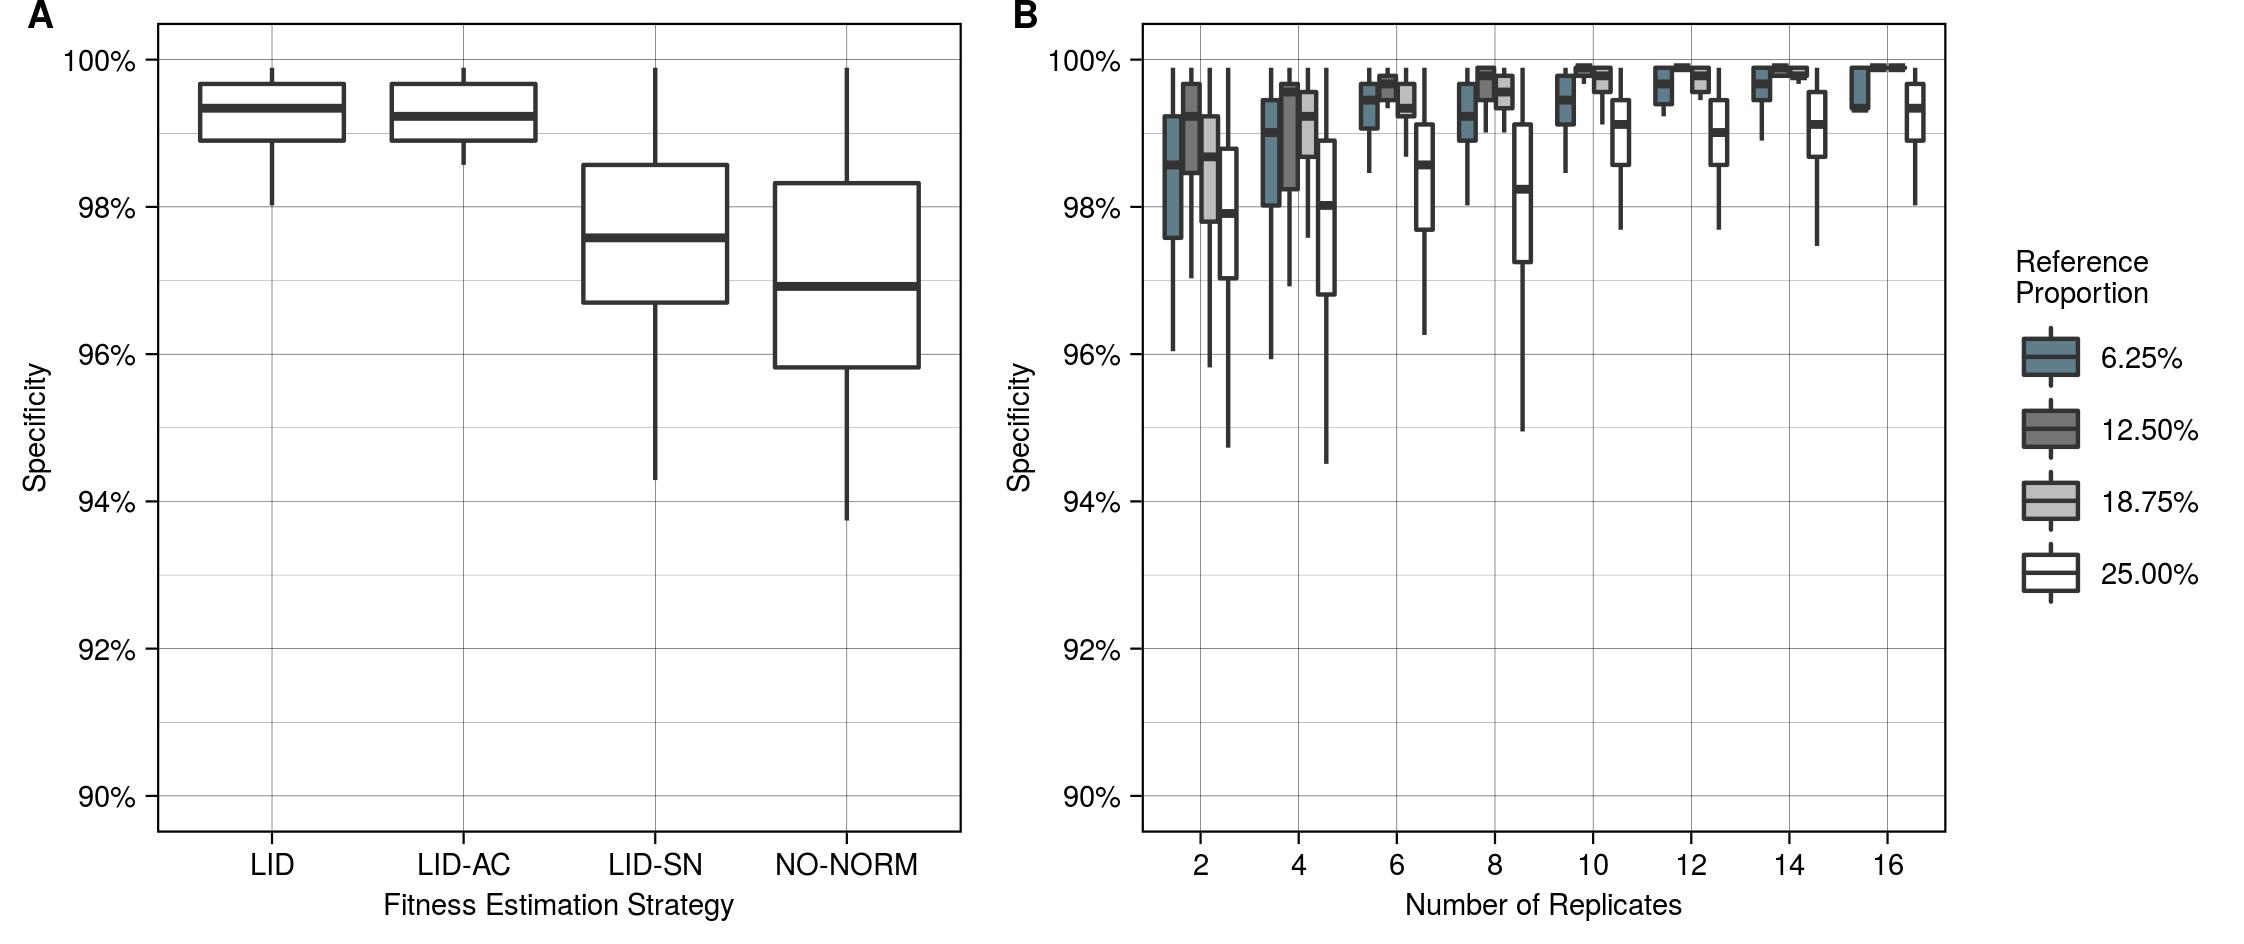 A
100%
98%
96%
94%
92%
90%
Specificity
LID
LID-AC
LID-SN
NO-NORM
Fitness Estimation Strategy
B
100%
98%
96%
94%
92%
90%
Specificity
2
4
6
8
10
12
14
16
Number of Replicates
Reference
Proportion
6.25%
12.50%
18.75%
25.00%